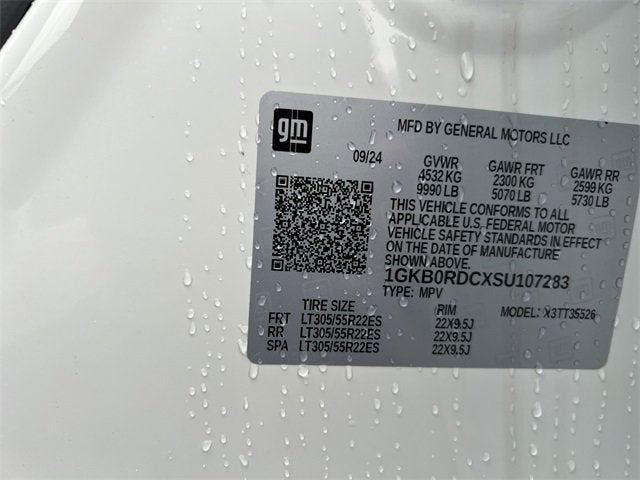 gm
MFD BY GENERAL MOTORS LLC
09/24
GVWR GAWR FRT GAWR RR
4532 KG 2300 KG 2599 KG
9990 LB 5070 LB 5730 LB
THIS VEHICLE CONFORMS TO ALL
APPLICABLE U.S. FEDERAL MOTOR
VEHICLE SAFETY STANDARDS IN EFFECT
ON THE DATE OF MANUFACTURE
1GKB0RDCXSU107283
TYPE: MPV
TIRE SIZE RIM MODEL:
FRT LT305/55R22ES 22X9.5J
RR LT305/55R22ES 22X9.5J
SPA LT305/55R22ES 22X9.5J